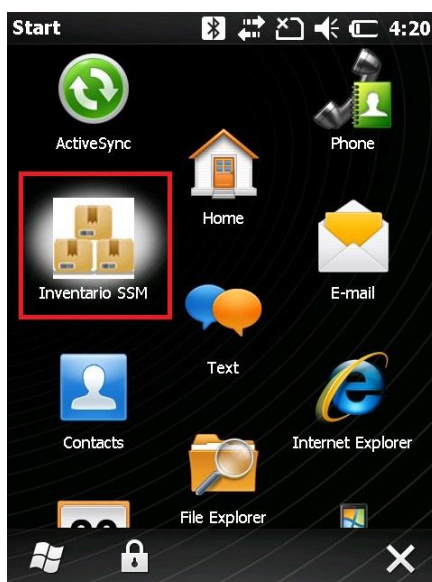 Start 4:20
ActiveSync
Phone
Home
Inventario SSM
E-mail
Text
Contacts
Internet Explorer
File Explorer